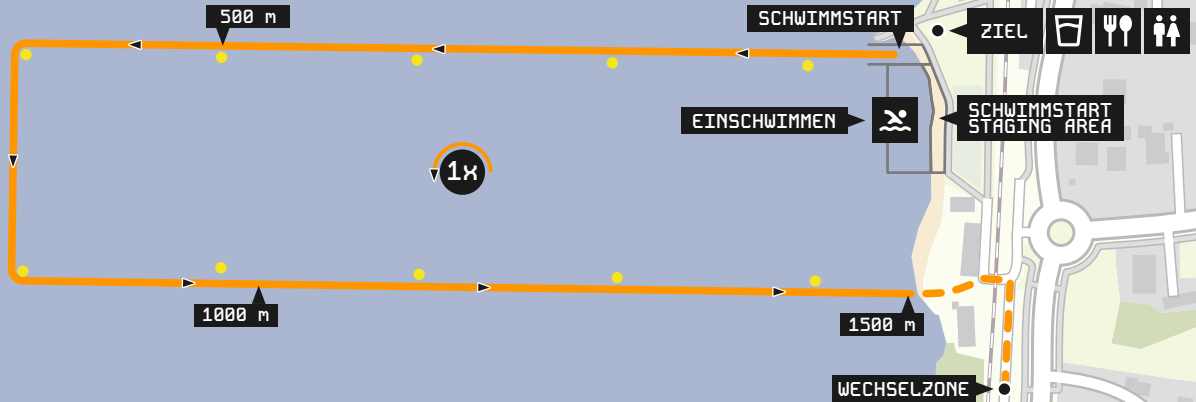 500 m
SCHWIMMSTART
ZIEL
EINSCHWIMMEN
SCHWIMMSTART
STAGING AREA
1x
1000 m
1500 m
WECHSELZONE